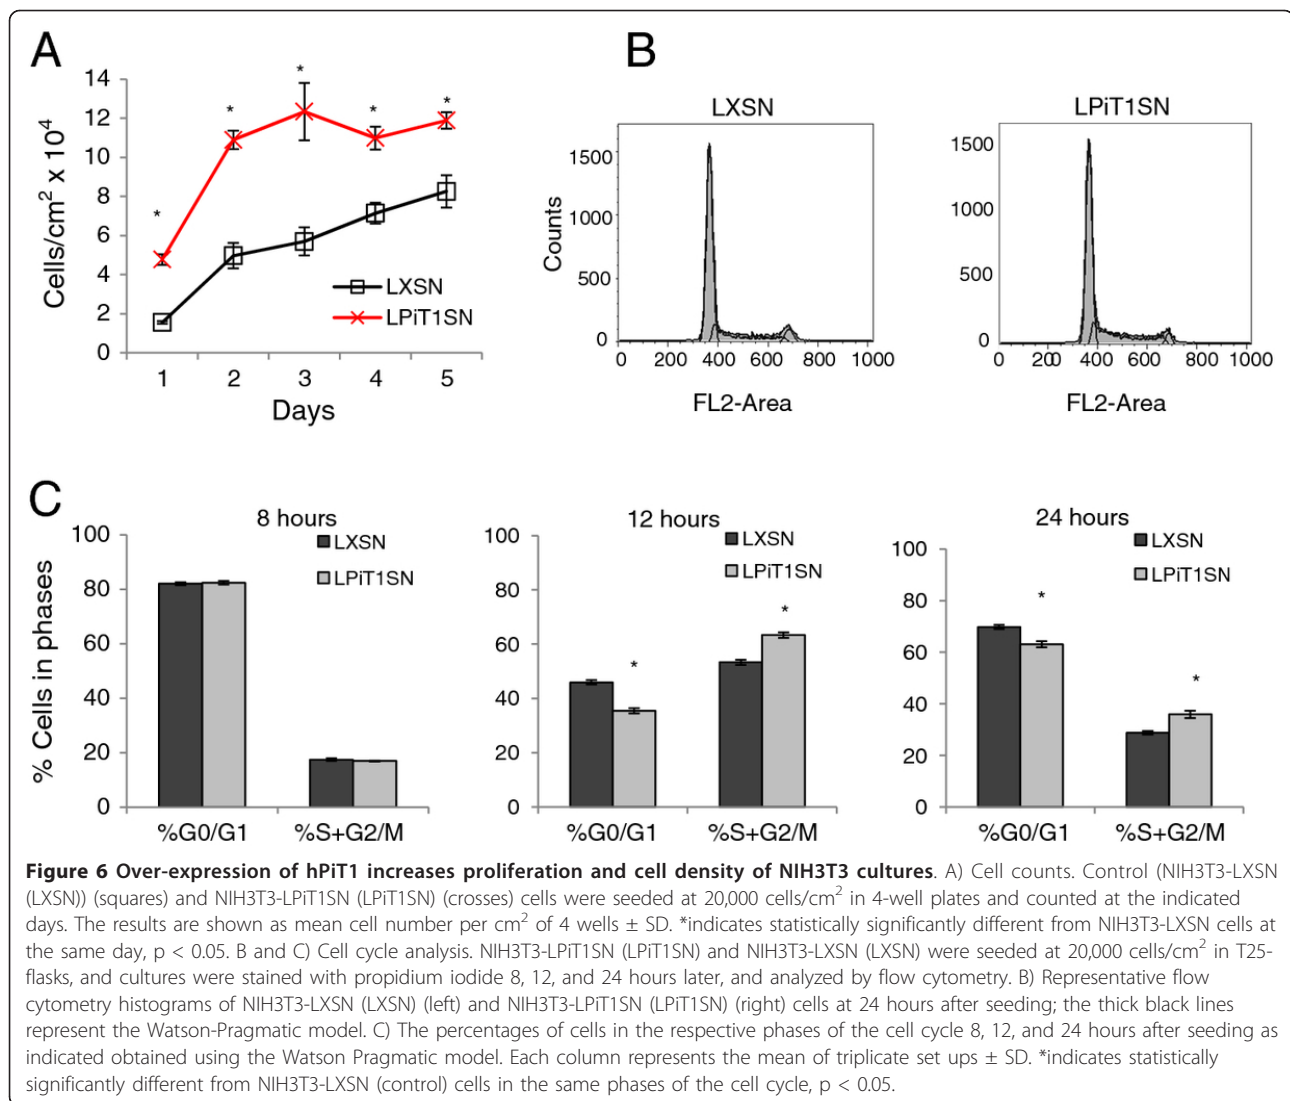 A
14
12
10
8
6
4
2
0
Cells/cm² x 10⁴
* * * * *
LXSN
LPiT1SN
1 2 3 4 5
Days
B
LXSN
1500
1000
500
0
Counts
0 200 400 600 800 1000
FL2-Area
LPiT1SN
1500
1000
500
0
0 200 400 600 800 1000
FL2-Area
C
8 hours
LXSN
LPiT1SN
100
80
60
40
20
0
% Cells in phases
%G0/G1 %S+G2/M
12 hours
LXSN
LPiT1SN
100
80
60
40
20
0
* *
%G0/G1 %S+G2/M
24 hours
LXSN
LPiT1SN
100
80
60
40
20
0
* *
%G0/G1 %S+G2/M
Figure 6 Over-expression of hPiT1 increases proliferation and cell density of NIH3T3 cultures. A) Cell counts. Control (NIH3T3-LXSN
(LXSN)) (squares) and NIH3T3-LPiT1SN (LPiT1SN) (crosses) cells were seeded at 20,000 cells/cm² in 4-well plates and counted at the indicated
days. The results are shown as mean cell number per cm² of 4 wells ± SD. *indicates statistically significantly different from NIH3T3-LXSN cells at
the same day, p < 0.05. B and C) Cell cycle analysis. NIH3T3-LPiT1SN (LPiT1SN) and NIH3T3-LXSN (LXSN) were seeded at 20,000 cells/cm² in T25-
flasks, and cultures were stained with propidium iodide 8, 12, and 24 hours later, and analyzed by flow cytometry. B) Representative flow
cytometry histograms of NIH3T3-LXSN (LXSN) (left) and NIH3T3-LPiT1SN (LPiT1SN) (right) cells at 24 hours after seeding; the thick black lines
represent the Watson-Pragmatic model. C) The percentages of cells in the respective phases of the cell cycle 8, 12, and 24 hours after seeding as
indicated obtained using the Watson Pragmatic model. Each column represents the mean of triplicate set ups ± SD. *indicates statistically
significantly different from NIH3T3-LXSN (control) cells in the same phases of the cell cycle, p < 0.05.